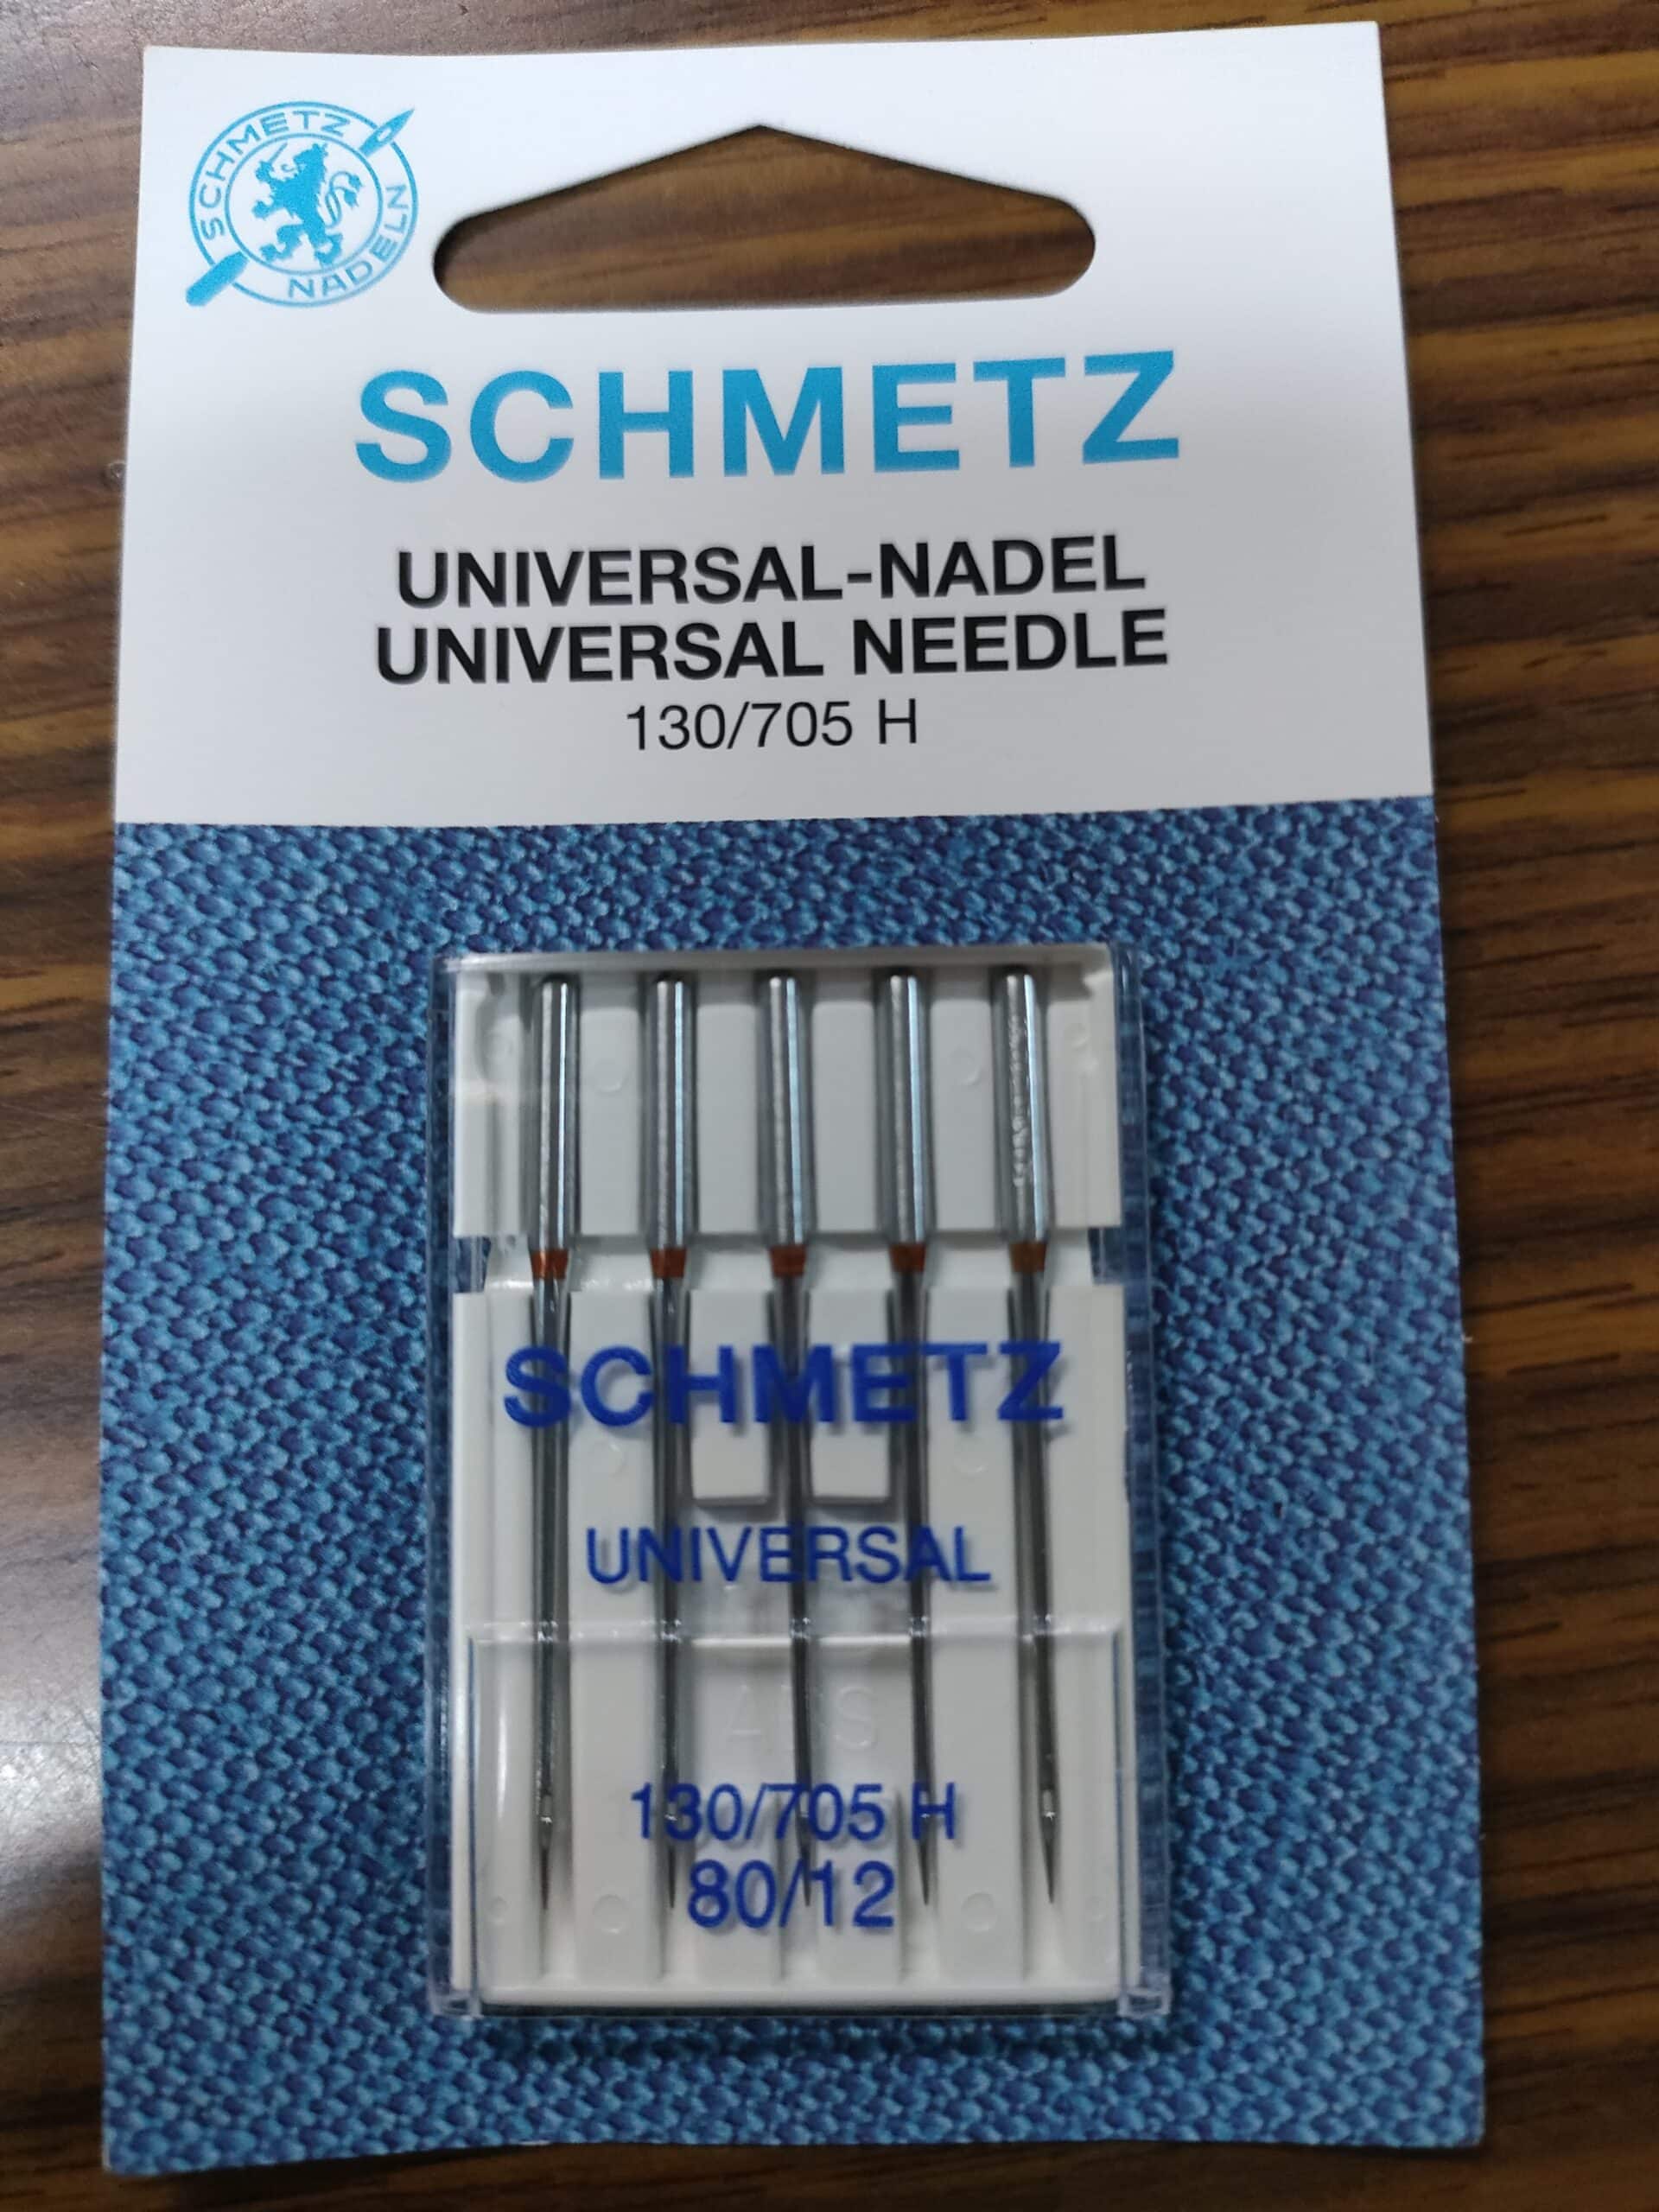 SCHMETZ
NADELN
SCHMETZ
UNIVERSAL-NADEL
UNIVERSAL NEEDLE
130/705 H
SCHMETZ
UNIVERSAL
130/705 H
80/12